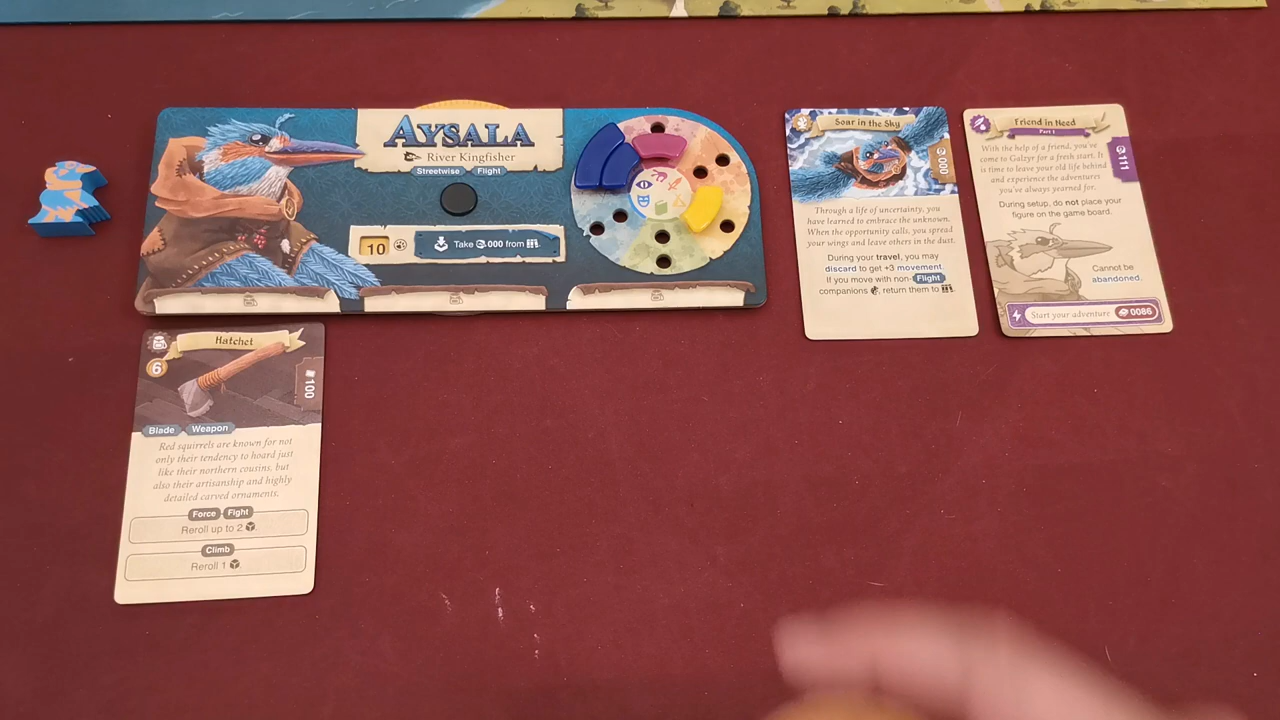 AYSALA
River Kingfisher
Streetwise Flight
10
Take 000 from
Soar in the Sky
000
Through a life of uncertainty, you
have learned to embrace the unknown.
When the opportunity calls, you spread
your wings and leave others in the dust.
During your travel, you may
discard to get +3 movement.
If you move with non- Flight
companions , return them to
Friend in Need
Part 1
111
With the help of a friend, you've
come to Galzyr for a fresh start. It
is time to leave your old life behind
and experience the adventures
you've always yearned for.
During setup, do not place your
figure on the game board.
Cannot be
abandoned.
Start your adventure 0086
Hatchet
6
100
Blade Weapon
Red squirrels are known for not
only their tendency to hoard just
like their northern cousins, but
also their artisanship and highly
detailed carved ornaments.
Force Fight
Reroll up to 2
Climb
Reroll 1